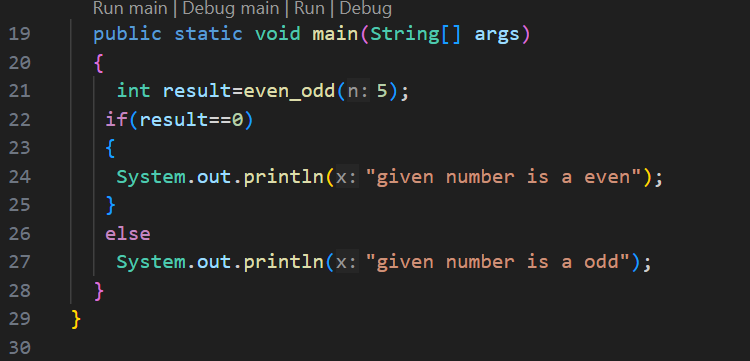 Run main | Debug main | Run | Debug
19 public static void main(String[] args)
20 {
21 int result=even_odd(n: 5);
22 if(result==0)
23 {
24 System.out.println(x: "given number is a even");
25 }
26 else
27 System.out.println(x: "given number is a odd");
28 }
29 }
30